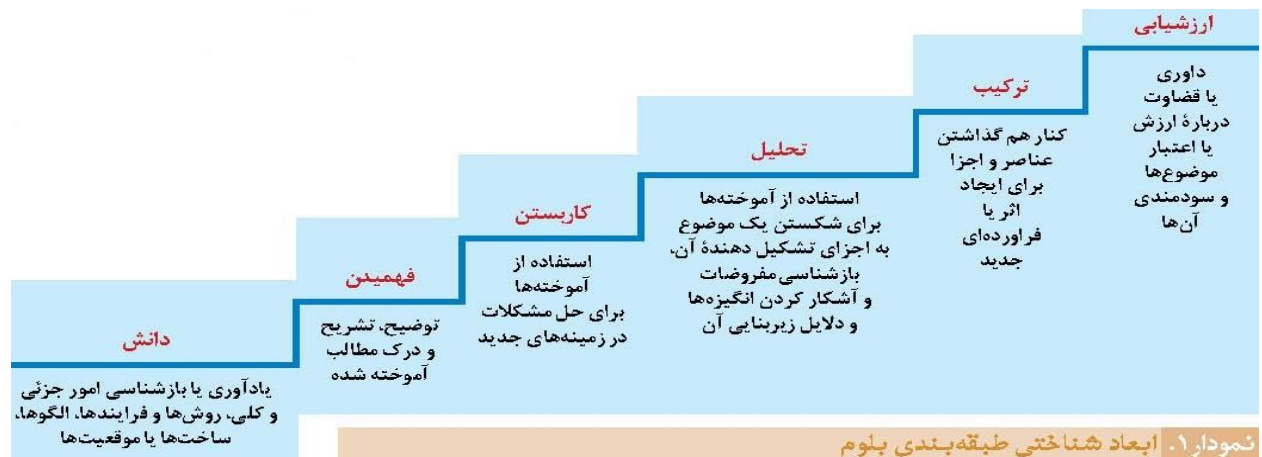 ارزشیابی
داوری
یا قضاوت
دربارهٔ ارزش
یا اعتبار
موضوع‌ها
و سودمندی
آن‌ها
ترکیب
کنار هم گذاشتن
عناصر و اجزا
برای ایجاد
اثر یا
فراورده‌ای
جدید
تحلیل
استفاده از آموخته‌ها
برای شکستن یک موضوع
به اجزای تشکیل دهندهٔ آن،
بازشناسی مفروضات
و آشکار کردن انگیزه‌ها
و دلایل زیربنایی آن
کاربستن
استفاده از
آموخته‌ها
برای حل مشکلات
در زمینه‌های جدید
فهمیدن
توضیح، تشریح
و درک مطالب
آموخته شده
دانش
یادآوری یا بازشناسی امور جزئی
و کلی، روش‌ها و فرایندها، الگوها،
ساخت‌ها یا موقعیت‌ها
نمودار ۱. ابعاد شناختی طبقه‌بندی بلوم